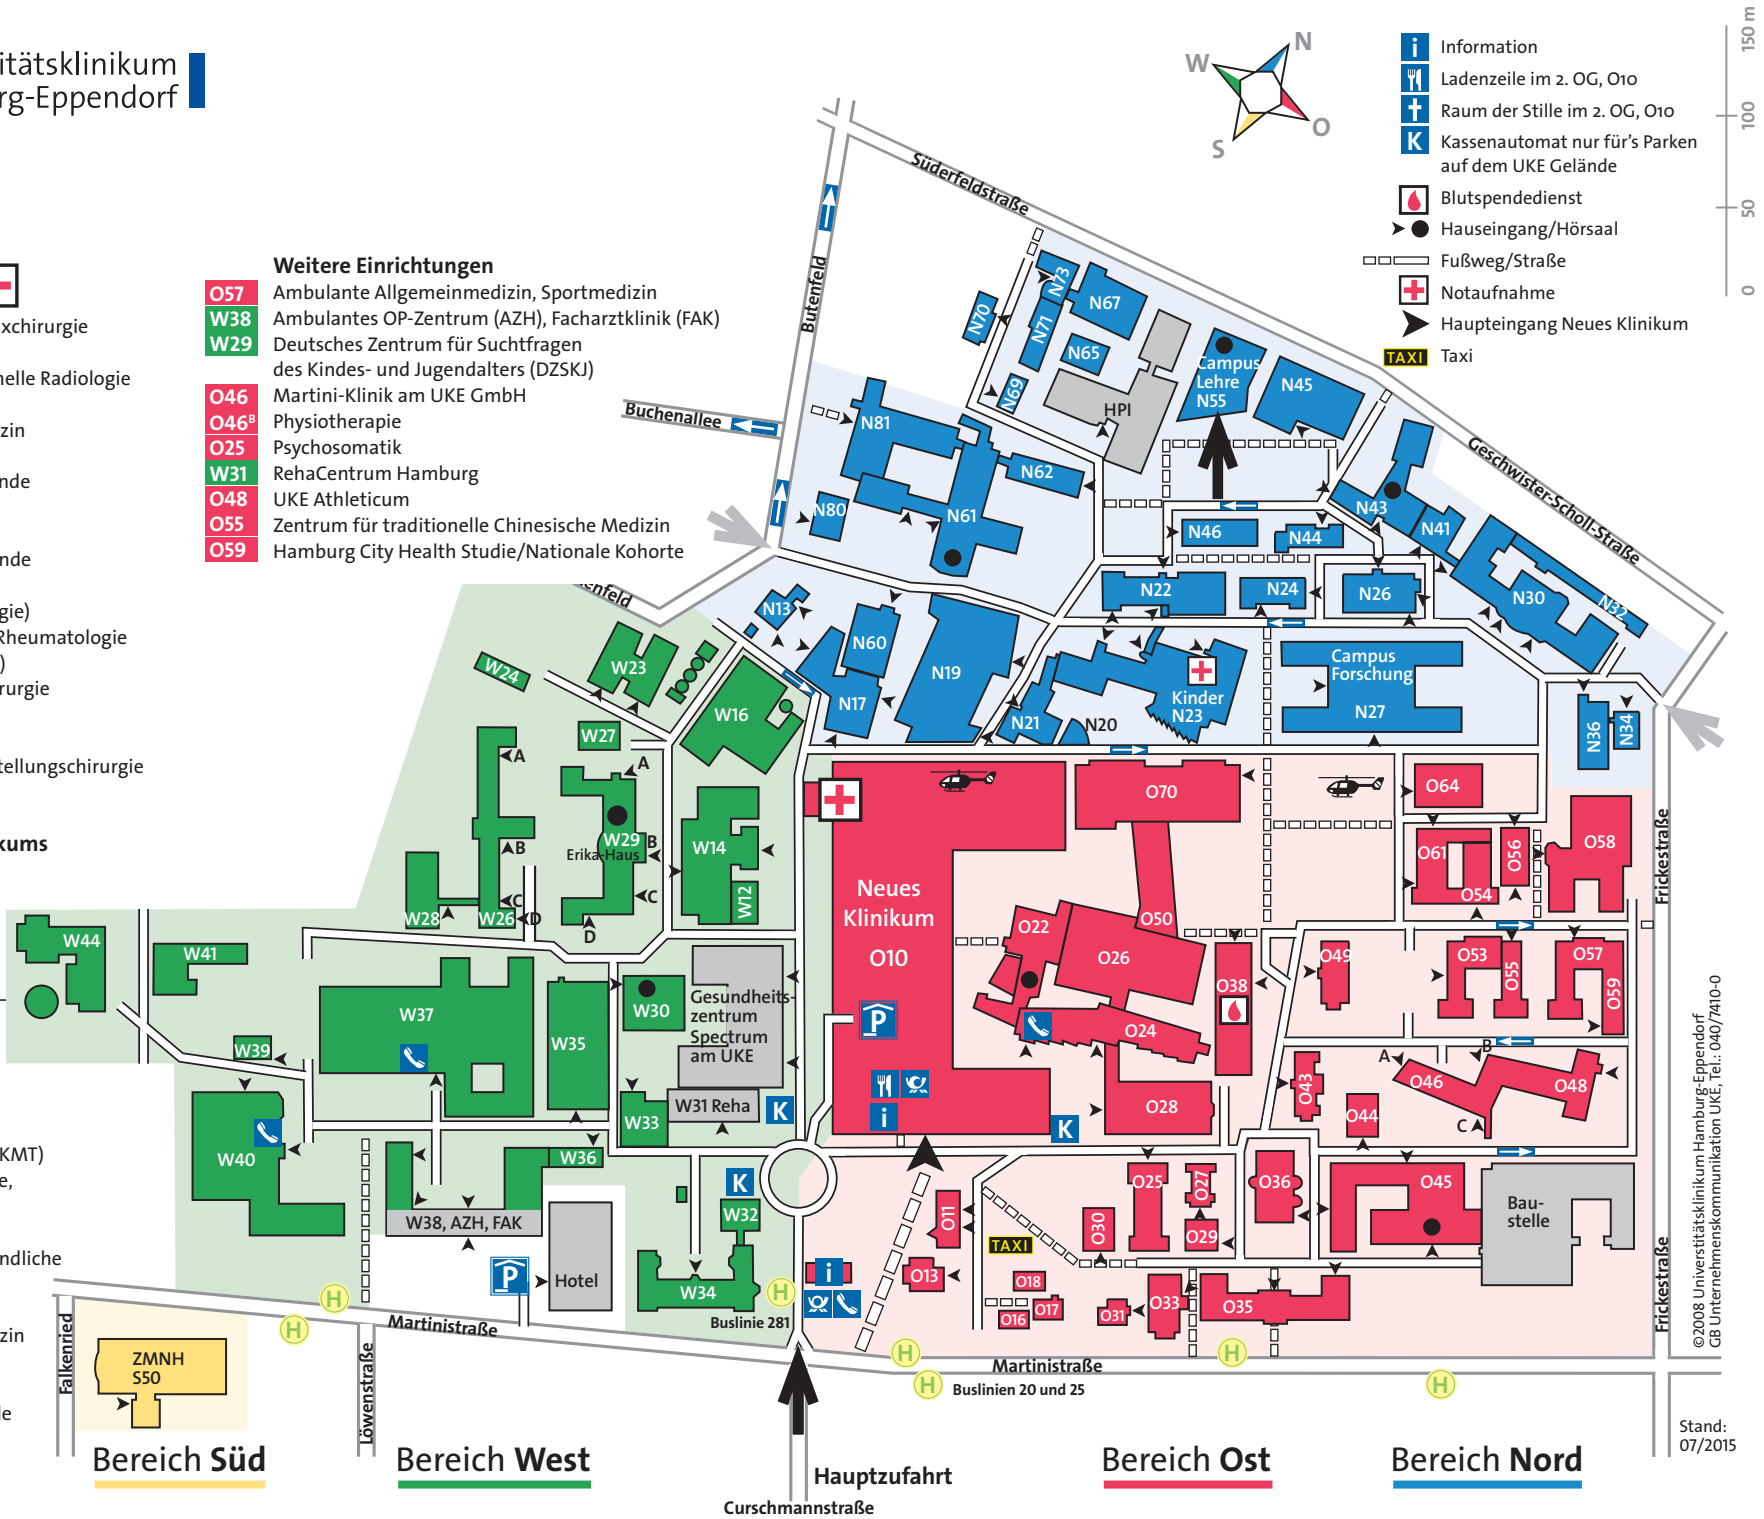 itätsklinikum
rg-Eppendorf
xchirurgie
nelle Radiologie
zin
nde
nde
gie)
Rheumatologie
)
rurgie
tellungschirurgie
kums
KMT)
e,
ndliche
zin
le
Weitere Einrichtungen
O57 Ambulante Allgemeinmedizin, Sportmedizin
W38 Ambulantes OP-Zentrum (AZH), Facharztklinik (FAK)
W29 Deutsches Zentrum für Suchtfragen
des Kindes- und Jugendalters (DZSKJ)
O46 Martini-Klinik am UKE GmbH
O46B Physiotherapie
O25 Psychosomatik
W31 RehaCentrum Hamburg
O48 UKE Athleticum
O55 Zentrum für traditionelle Chinesische Medizin
O59 Hamburg City Health Studie/Nationale Kohorte
N
W
O
S
i Information
Ladenzeile im 2. OG, O10
Raum der Stille im 2. OG, O10
K Kassenautomat nur für's Parken
auf dem UKE Gelände
Blutspendedienst
Hauseingang/Hörsaal
Fußweg/Straße
Notaufnahme
Haupteingang Neues Klinikum
TAXI Taxi
150 m
100
50
0
Süderfeldstraße
Butenfeld
Buchenallee
enfeld
Geschwister-Scholl-Straße
N73
N67
N70
N71
N65
N69
HPI
Campus
Lehre
N55
N45
N81
N62
N80
N61
N43
N41
N46
N44
N22
N24
N26
N30
N32
N13
N60
N19
N17
N21
N20
Kinder
N23
Campus
Forschung
N27
N36
N34
W24
W23
W16
W27
A
A
W29
Erika-Haus
B
B
C
C
D
D
W28
W26
W14
W12
W44
W41
W37
W35
W30
Gesundheits-
zentrum
Spectrum
am UKE
W39
W33
W31 Reha
K
W40
W36
W38, AZH, FAK
K
W32
P
Hotel
W34
H
Buslinie 281
Neues
Klinikum
O10
P
i
K
O70
O64
O61
O54
O56
O58
O50
O22
O26
O38
O24
O28
O49
O53
O55
O57
O59
O43
A
B
O46
O48
O44
C
O11
O13
TAXI
O25
O27
O30
O29
O36
O45
Bau-
stelle
O18
O17
O16
O31
O33
O35
i
Frickestraße
Frickestraße
H
H
H
H
H
H
Martinistraße
Martinistraße
Buslinien 20 und 25
Falkenried
Löwenstraße
ZMNH
S50
Hauptzufahrt
Curschmannstraße
Bereich Süd
Bereich West
Bereich Ost
Bereich Nord
©2008 Universtitätsklinikum Hamburg-Eppendorf
GB Unternehmenskommunikation UKE, Tel.: 040/7410-0
Stand:
07/2015